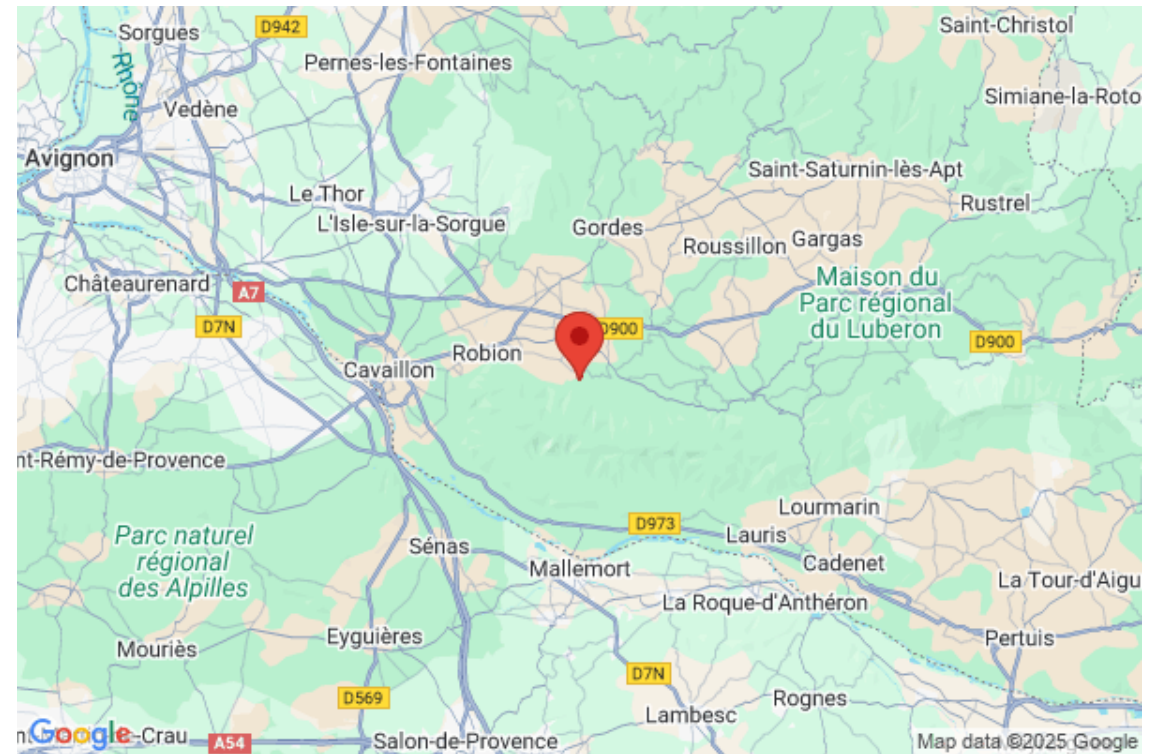 Saint-Christol
Sorgues
D942
Pernes-les-Fontaines
Rhône
Simiane-la-Roto
Vedène
Avignon
Saint-Saturnin-lès-Apt
Le Thor
Rustrel
L'Isle-sur-la-Sorgue
Gordes
Roussillon
Gargas
Châteaurenard
A7
Maison du
Parc régional
du Luberon
D7N
D900
D900
Robion
Cavaillon
nt-Rémy-de-Provence
Lourmarin
D973
Lauris
Parc naturel
régional
des Alpilles
Sénas
Mallemort
Cadenet
La Tour-d'Aigu
La Roque-d'Anthéron
Eyguières
Pertuis
Mouriès
D7N
D569
Rognes
Lambesc
Google
-Crau
A54
Salon-de-Provence
Map data ©2025 Google